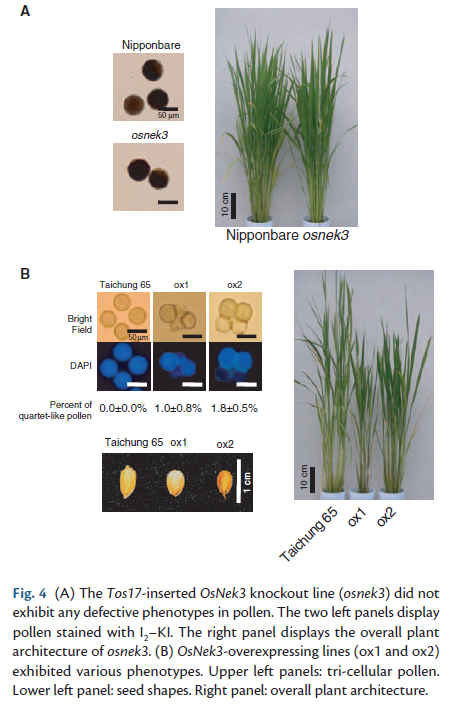 A
Nipponbare
50 µm
osnek3
10 cm
Nipponbare osnek3
B
Taichung 65 ox1 ox2
Bright
Field
50µm
DAPI
Percent of
quartet-like pollen
0.0±0.0% 1.0±0.8% 1.8±0.5%
Taichung 65 ox1 ox2
1 cm
10 cm
Taichung 65
ox1
ox2
Fig. 4 (A) The Tos17-inserted OsNek3 knockout line (osnek3) did not
exhibit any defective phenotypes in pollen. The two left panels display
pollen stained with I₂–KI. The right panel displays the overall plant
architecture of osnek3. (B) OsNek3-overexpressing lines (ox1 and ox2)
exhibited various phenotypes. Upper left panels: tri-cellular pollen.
Lower left panel: seed shapes. Right panel: overall plant architecture.